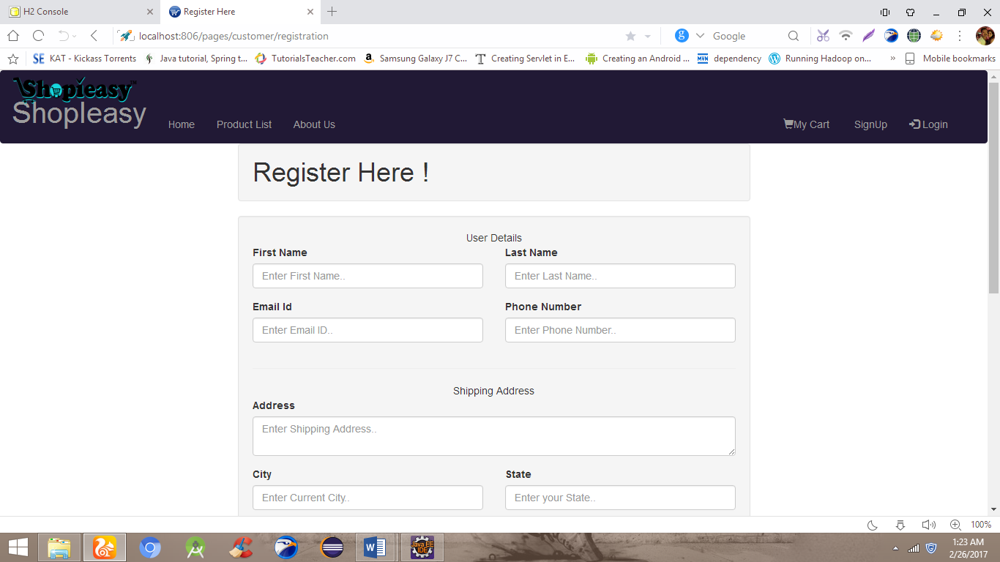 H2 Console
Register Here
localhost:806/pages/customer/registration
Google
KAT - Kickass Torrents
Java tutorial, Spring t...
TutorialsTeacher.com
Samsung Galaxy J7 C...
Creating Servlet in E...
Creating an Android ...
dependency
Running Hadoop on...
» Mobile bookmarks
Shopieasy™
ShopIeasy
Home
Product List
About Us
My Cart
SignUp
Login
Register Here !
User Details
First Name
Last Name
Enter First Name..
Enter Last Name..
Email Id
Phone Number
Enter Email ID..
Enter Phone Number..
Shipping Address
Address
Enter Shipping Address..
City
State
Enter Current City..
Enter your State..
100%
Java EE
IDE
1:23 AM
2/26/2017